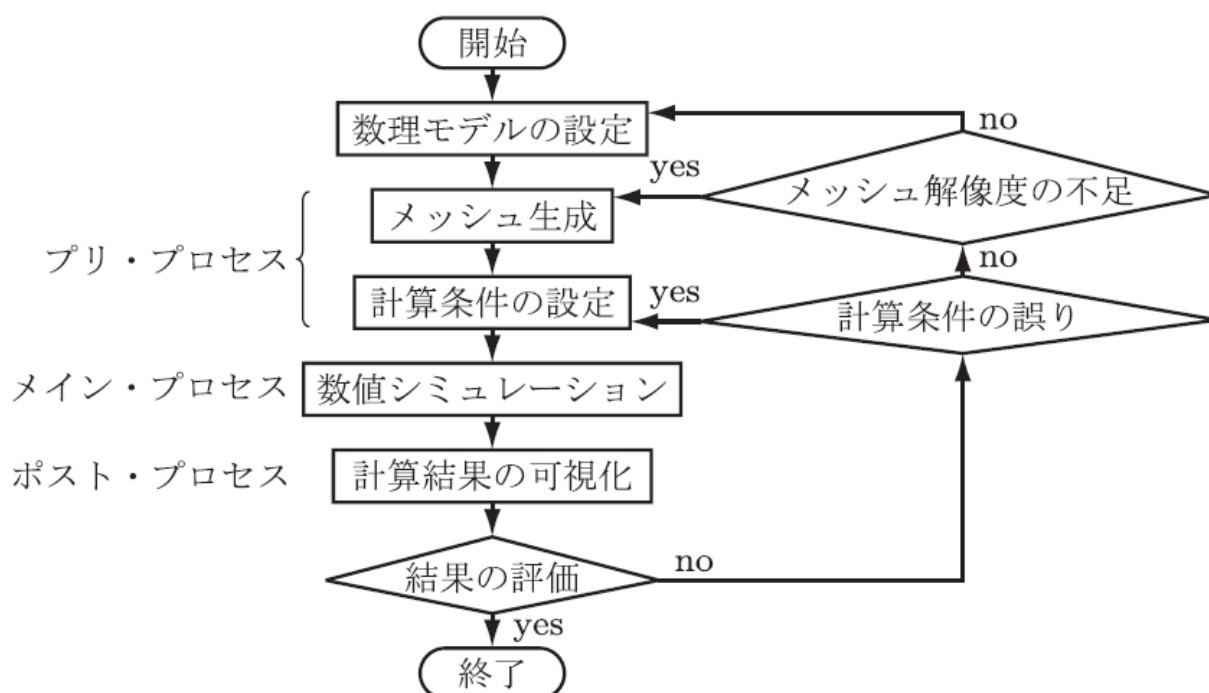 開始
数理モデルの設定
no
yes
メッシュ解像度の不足
メッシュ生成
プリ・プロセス
no
yes
計算条件の設定
計算条件の誤り
メイン・プロセス
数値シミュレーション
ポスト・プロセス
計算結果の可視化
結果の評価
no
yes
終了